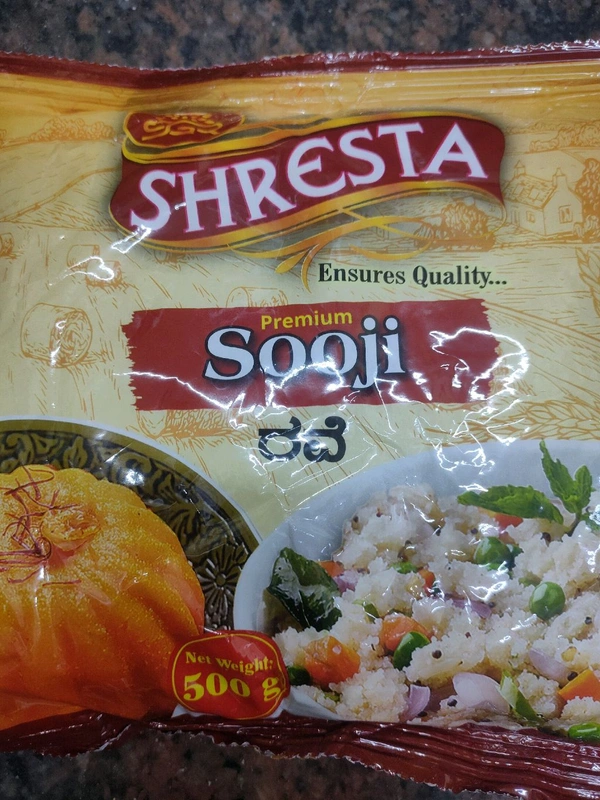 SHRESTA
Ensures Quality...
Premium
Sooji
ರವೆ
Net Weight:
500 g